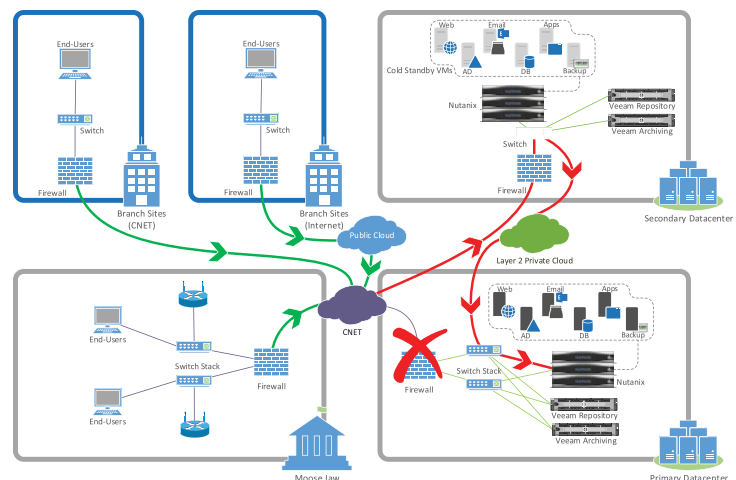 End-Users
Switch
Firewall
Branch Sites
(CNET)
End-Users
Switch
Firewall
Branch Sites
(Internet)
Public Cloud
Web
Email
Apps
AD
DB
Backup
Cold Standby VMs
Nutanix
Veeam Repository
Veeam Archiving
Switch
Firewall
Secondary Datacenter
Layer 2 Private Cloud
CNET
End-Users
Switch Stack
Firewall
End-Users
Moose Jaw
Web
Email
Apps
AD
DB
Backup
Switch Stack
Firewall
Nutanix
Veeam Repository
Veeam Archiving
Primary Datacenter